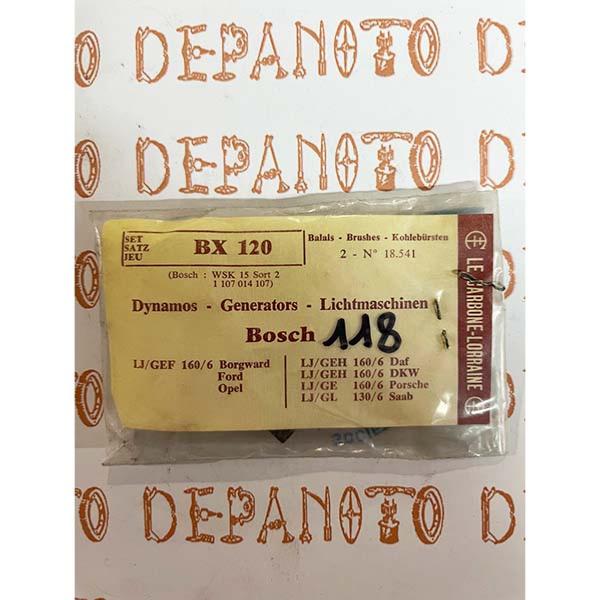 DEPANOTO
DEPANOTO
SET
SATZ
JEU
BX 120
(Bosch : WSK 15 Sort 2
1 107 014 107)
Balais - Brushes - Kohlebürsten
2 - N° 18.541
Dynamos - Generators - Lichtmaschinen
Bosch 118
LJ/GEF 160/6 Borgward
Ford
Opel
LJ/GEH 160/6 Daf
LJ/GEH 160/6 DKW
LJ/GE 160/6 Porsche
LJ/GL 130/6 Saab
LE CARBONE-LORRAINE
DEPANOTO
DEPANOTO